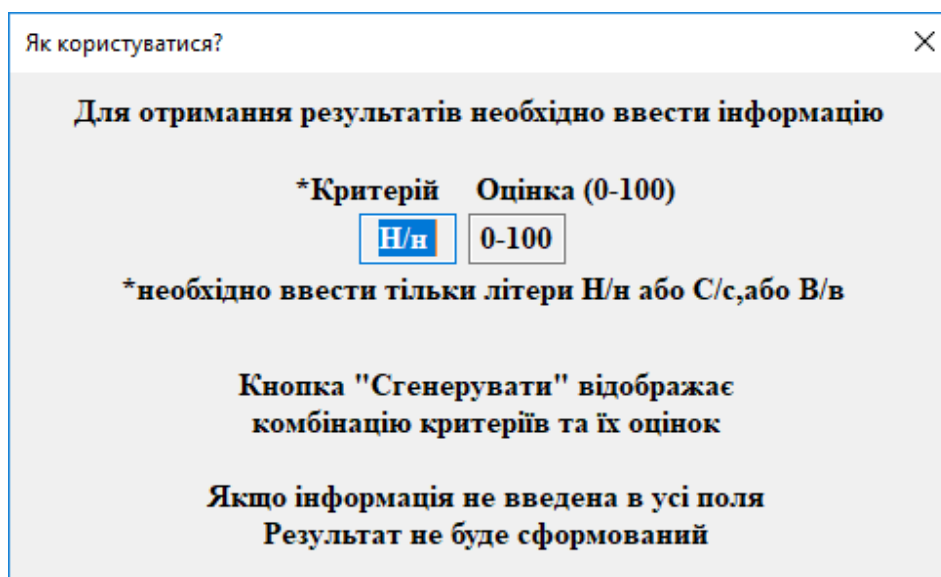 Як користуватися?
Для отримання результатів необхідно ввести інформацію
*Критерій Оцінка (0-100)
Н/н 0-100
*необхідно ввести тільки літери Н/н або С/с,або В/в
Кнопка "Сгенерувати" відображає
комбінацію критеріїв та їх оцінок
Якщо інформація не введена в усі поля
Результат не буде сформований